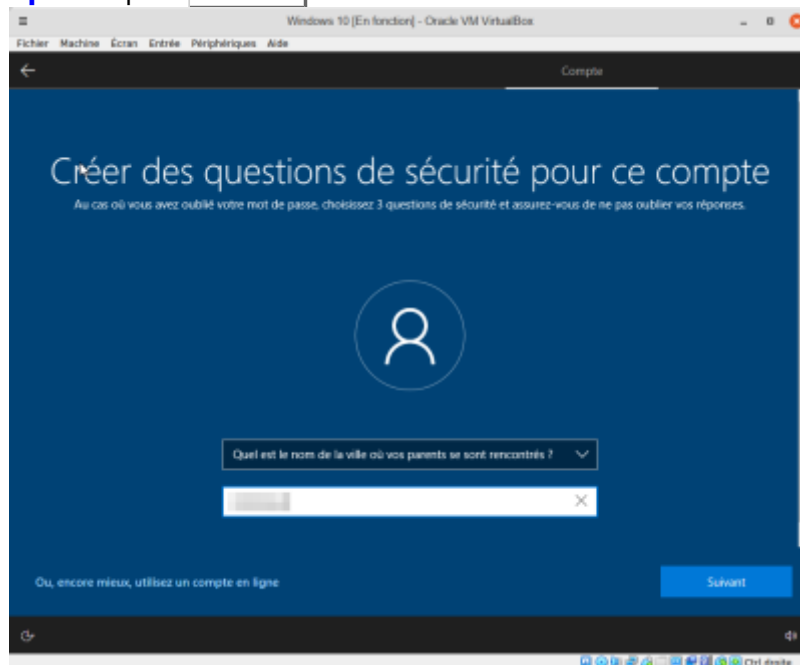 Windows 10 [En fonction] - Oracle VM VirtualBox
Fichier Machine Écran Entrée Périphériques Aide
Compte
Créer des questions de sécurité pour ce compte
Au cas où vous avez oublié votre mot de passe, choisissez 3 questions de sécurité et assurez-vous de ne pas oublier vos réponses.
Quel est le nom de la ville où vos parents se sont rencontrés ?
Ou, encore mieux, utilisez un compte en ligne
Suivant
Ctrl droite